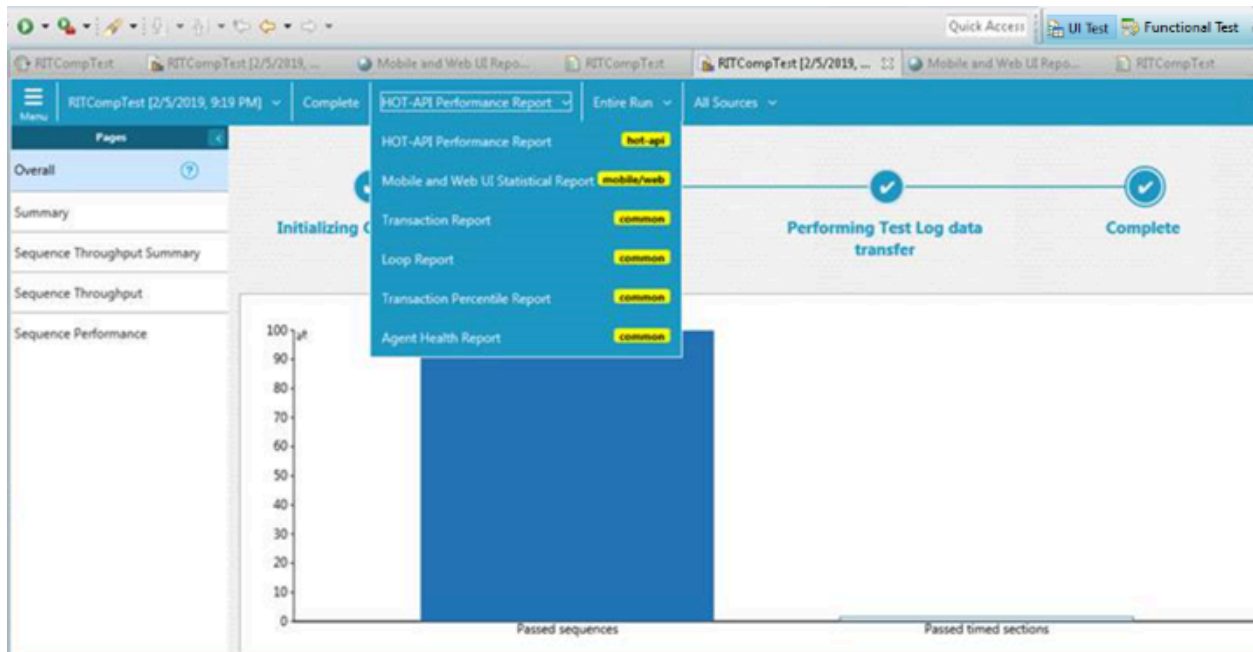 Quick Access UI Test Functional Test
RITCompTest RITCompTest [2/5/2019, ... Mobile and Web UI Repo... RITCompTest RITCompTest [2/5/2019, ... Mobile and Web UI Repo... RITCompTest
Menu RITCompTest [2/5/2019, 9:19 PM] Complete HOT-API Performance Report Entire Run All Sources
Pages
Overall
Summary
Sequence Throughput Summary
Sequence Throughput
Sequence Performance
HOT-API Performance Report hot-api
Mobile and Web UI Statistical Report mobile/web
Transaction Report common
Loop Report common
Transaction Percentile Report common
Agent Health Report common
Initializing
Performing Test Log data
transfer
Complete
100
90
80
70
60
50
40
30
20
10
0
Passed sequences Passed timed sections